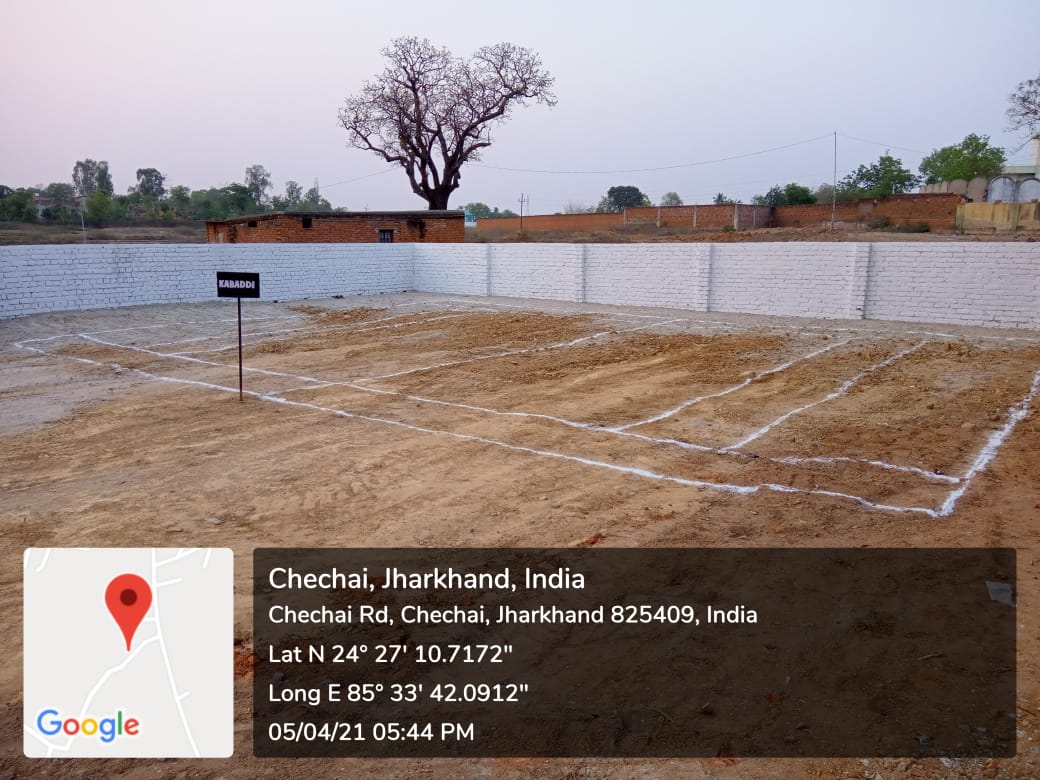 KABADDI
Chechai, Jharkhand, India
Chechai Rd, Chechai, Jharkhand 825409, India
Lat N 24° 27' 10.7172"
Long E 85° 33' 42.0912"
05/04/21 05:44 PM
Google